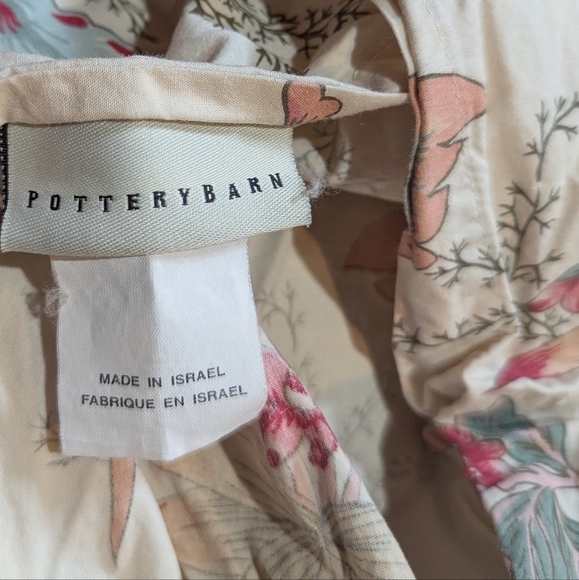 POTTERYBARN
MADE IN ISRAEL
FABRIQUE EN ISRAEL